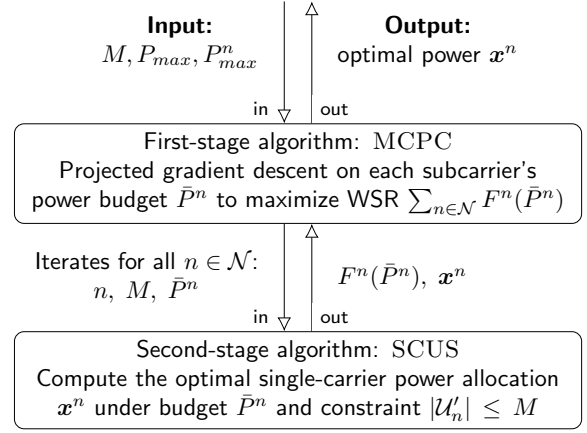 Input:
M, P_{max}, P^n_{max}
Output:
optimal power x^n
in
out
First-stage algorithm: MCPC
Projected gradient descent on each subcarrier's
power budget P̄^n to maximize WSR ∑_{n∈𝒩} F^n(P̄^n)
Iterates for all n ∈ 𝒩:
n, M, P̄^n
F^n(P̄^n), x^n
in
out
Second-stage algorithm: SCUS
Compute the optimal single-carrier power allocation
x^n under budget P̄^n and constraint |𝒰′_n| ≤ M